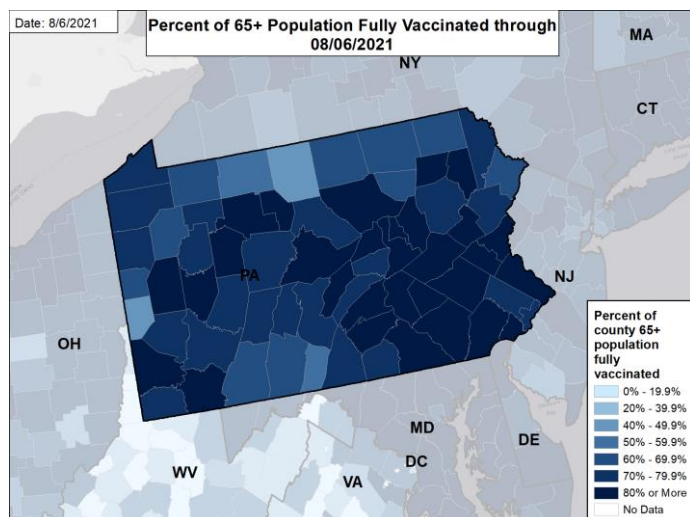 Date: 8/6/2021
Percent of 65+ Population Fully Vaccinated through
08/06/2021
MA
NY
CT
PA
NJ
OH
MD
DE
DC
WV
VA
Percent of
county 65+
population
fully
vaccinated
0% - 19.9%
20% - 39.9%
40% - 49.9%
50% - 59.9%
60% - 69.9%
70% - 79.9%
80% or More
No Data